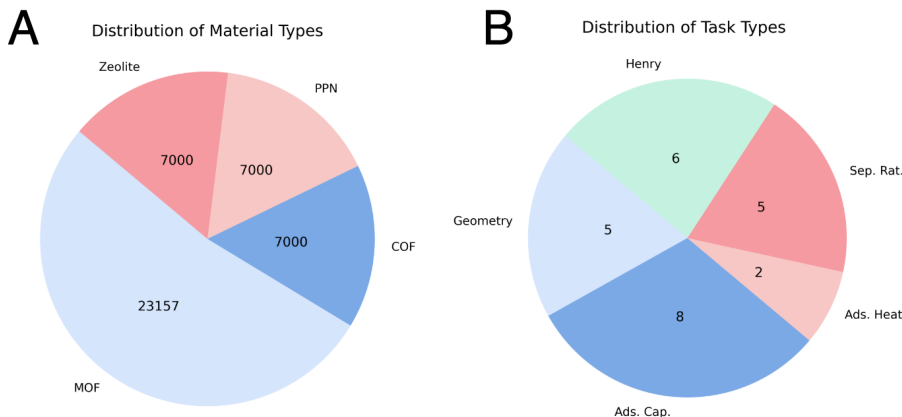 A
Distribution of Material Types
Zeolite
PPN
7000
7000
7000
COF
23157
MOF
B
Distribution of Task Types
Henry
6
Sep. Rat.
5
Geometry
5
2
Ads. Heat
8
Ads. Cap.